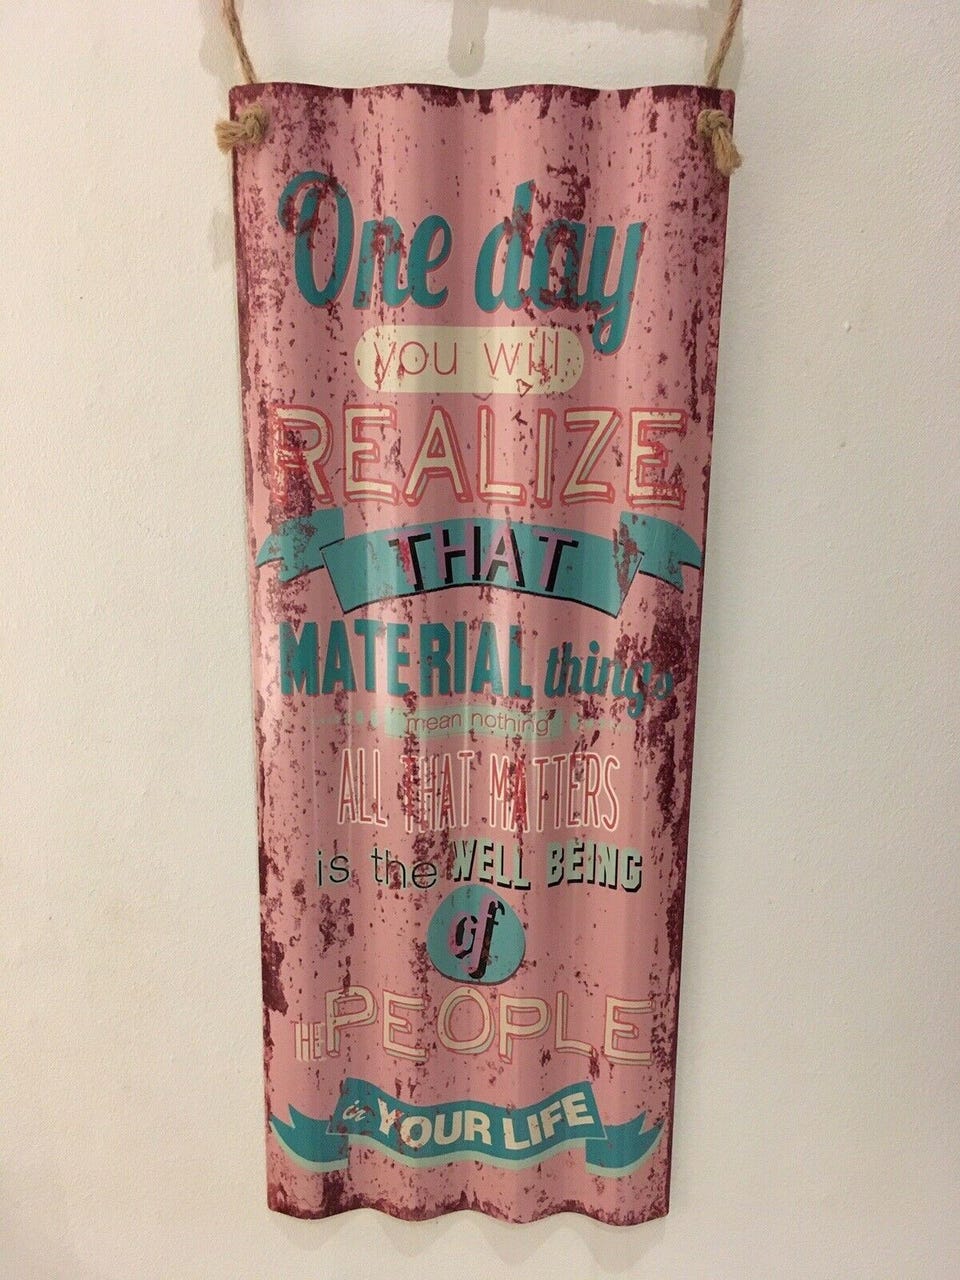 One day
you will
REALIZE
THAT
MATERIAL things
mean nothing
ALL THAT MATTERS
is the WELL BEING
of
THE PEOPLE
in YOUR LIFE